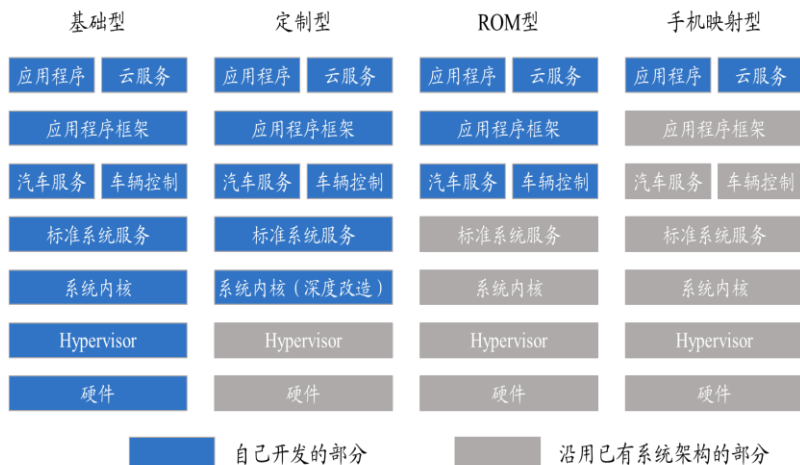 基础型 定制型 ROM型 手机映射型
应用程序 云服务 应用程序 云服务 应用程序 云服务 应用程序 云服务
应用程序框架 应用程序框架 应用程序框架 应用程序框架
汽车服务 车辆控制 汽车服务 车辆控制 汽车服务 车辆控制 汽车服务 车辆控制
标准系统服务 标准系统服务 标准系统服务 标准系统服务
系统内核 系统内核（深度改造） 系统内核 系统内核
Hypervisor Hypervisor Hypervisor Hypervisor
硬件 硬件 硬件 硬件
自己开发的部分 沿用已有系统架构的部分